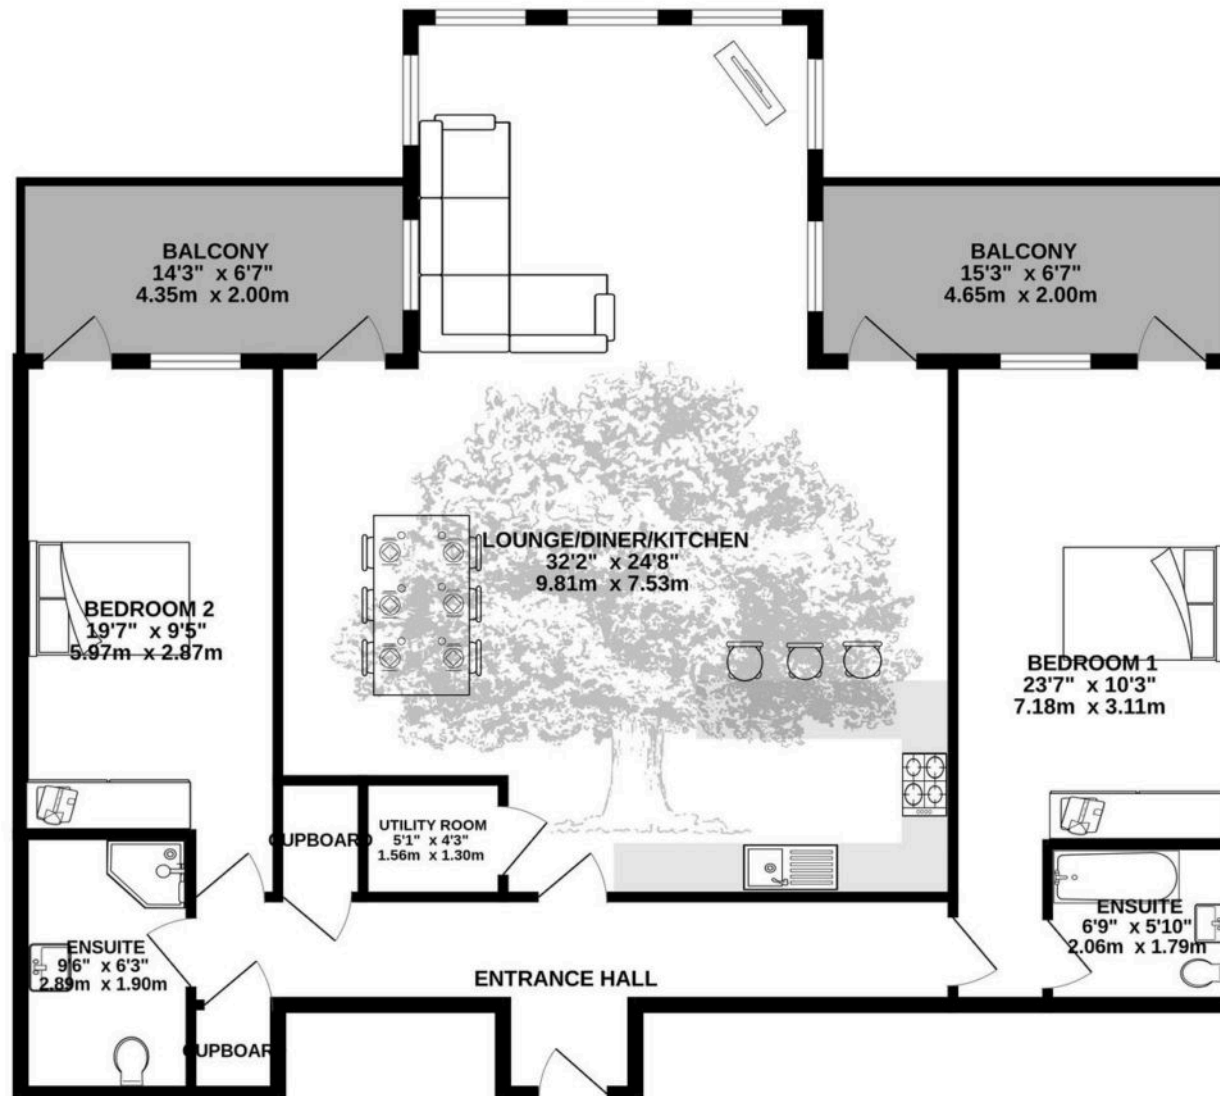 BALCONY
14'3" x 6'7"
4.35m x 2.00m
BALCONY
15'3" x 6'7"
4.65m x 2.00m
LOUNGE/DINER/KITCHEN
32'2" x 24'8"
9.81m x 7.53m
BEDROOM 2
19'7" x 9'5"
5.97m x 2.87m
BEDROOM 1
23'7" x 10'3"
7.18m x 3.11m
CUPBOARD
UTILITY ROOM
5'1" x 4'3"
1.56m x 1.30m
ENSUITE
9'6" x 6'3"
2.89m x 1.90m
ENSUITE
6'9" x 5'10"
2.06m x 1.79m
ENTRANCE HALL
CUPBOARD